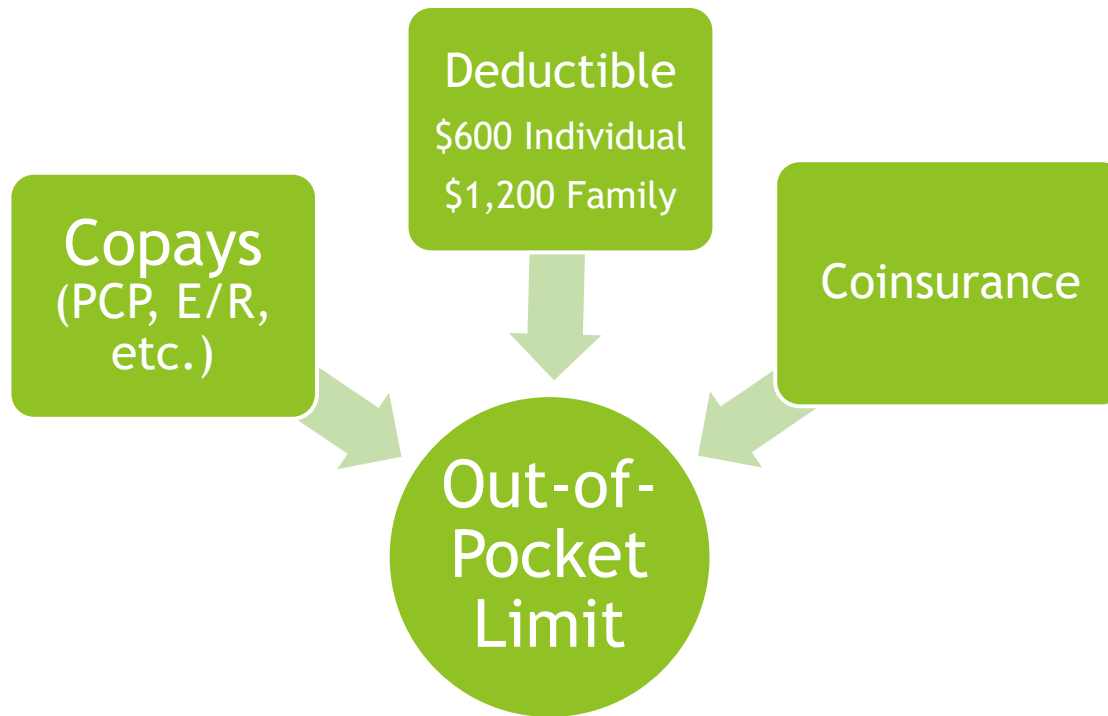 Deductible
$600 Individual
$1,200 Family
Copays
(PCP, E/R,
etc.)
Coinsurance
Out-of-
Pocket
Limit